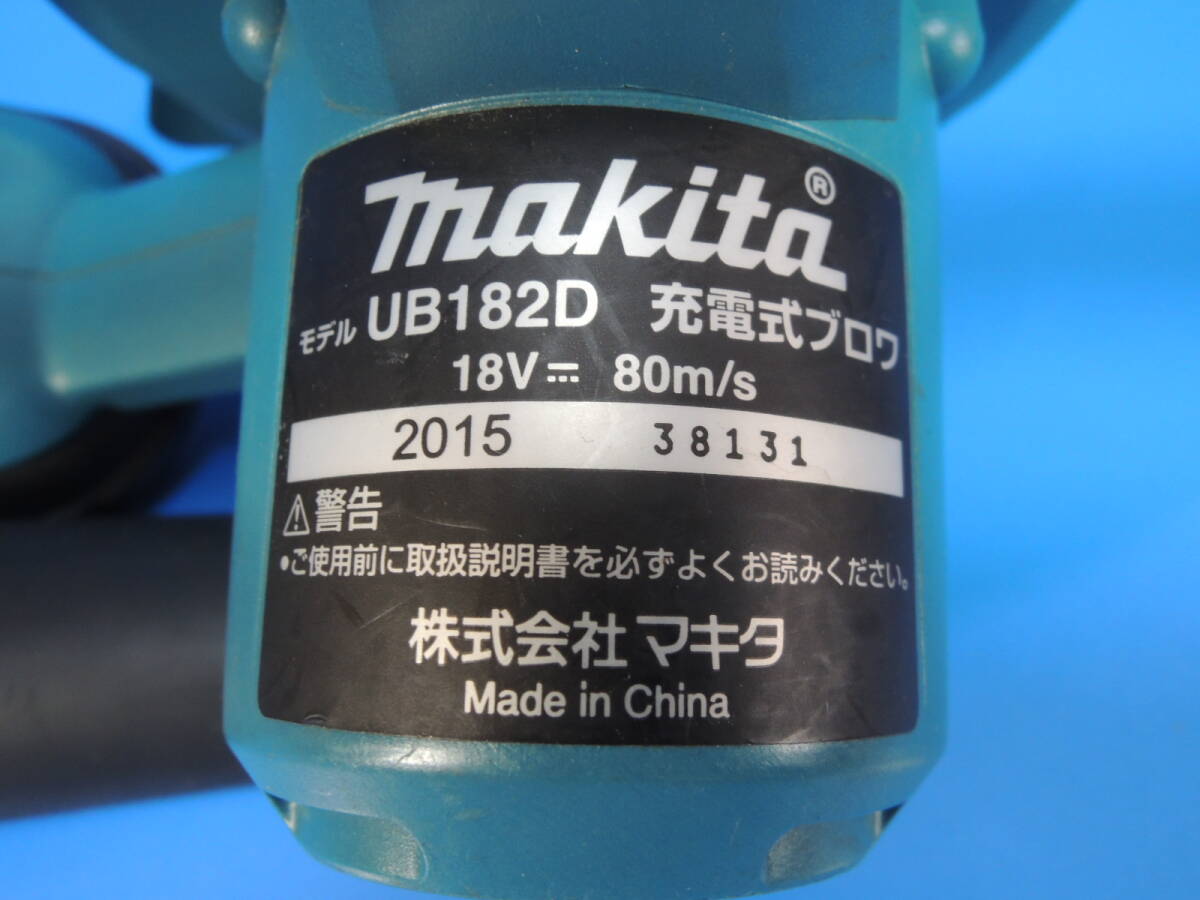 makita®
モデル UB182D 充電式ブロワ
18V⎓ 80m/s
2015 38131
⚠警告
•ご使用前に取扱説明書を必ずよくお読みください。
株式会社マキタ
Made in China